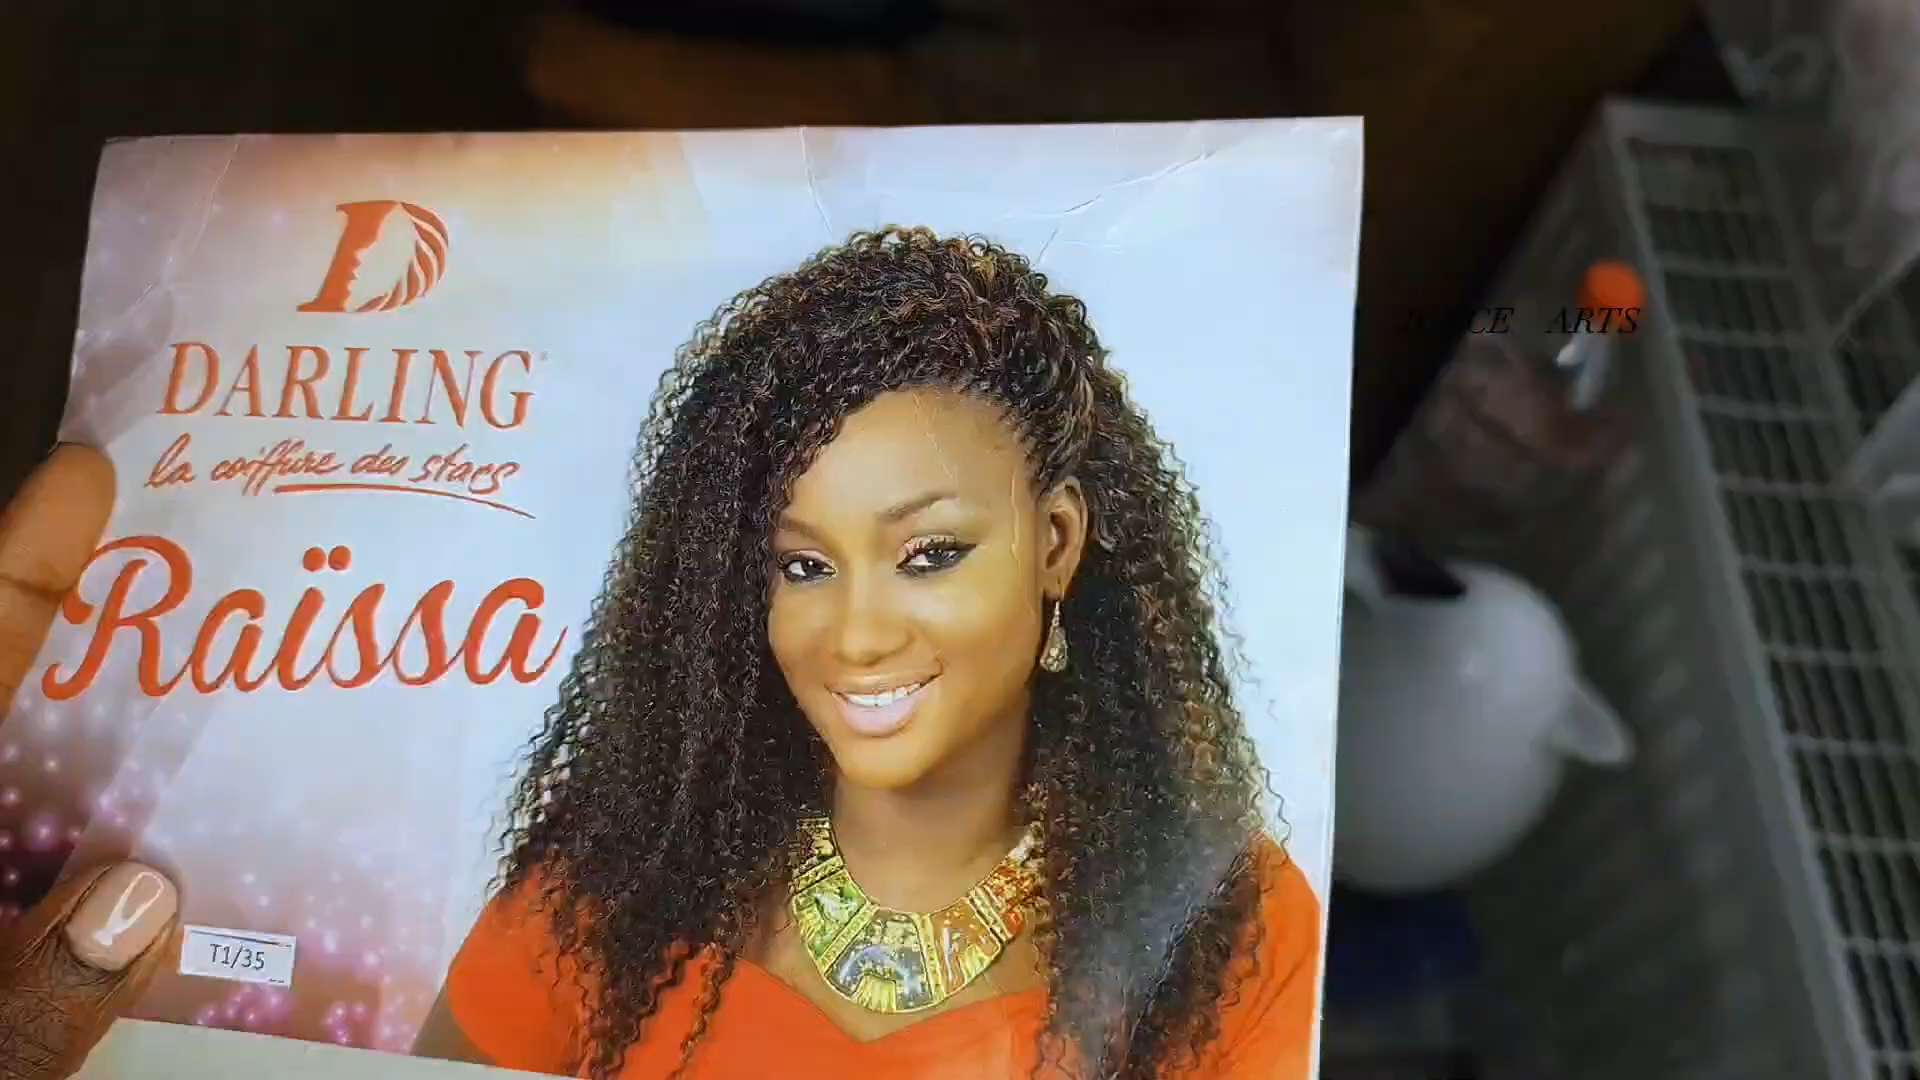 DARLING
la coiffure des stars
Raïssa
T1/35
ARTS